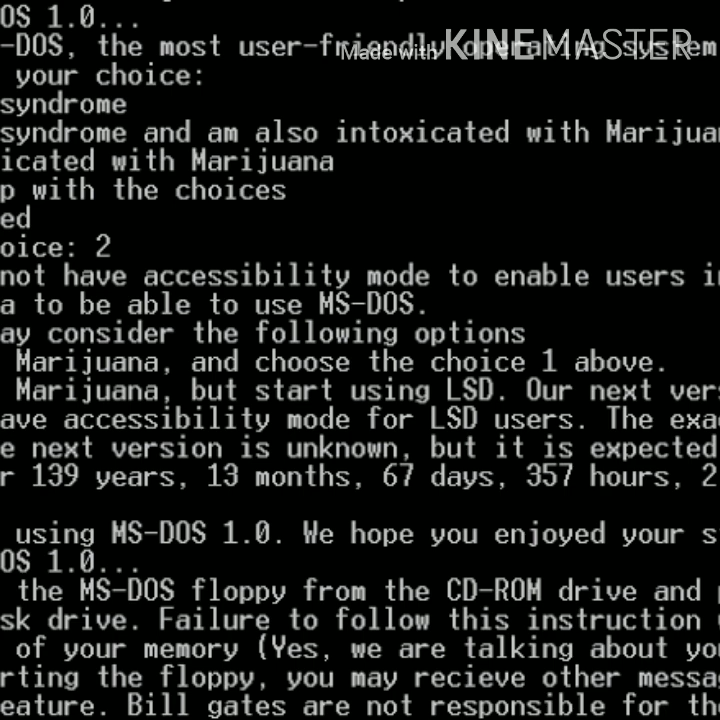 OS 1.0...
-DOS, the most user-friendly operating system
Made with KINEMASTER
your choice:
syndrome
syndrome and am also intoxicated with Marijua
icated with Marijuana
p with the choices
ed
oice: 2
not have accessibility mode to enable users i
a to be able to use MS-DOS.
ay consider the following options
Marijuana, and choose the choice 1 above.
Marijuana, but start using LSD. Our next ver
ave accessibility mode for LSD users. The exa
e next version is unknown, but it is expected
r 139 years, 13 months, 67 days, 357 hours, 2
using MS-DOS 1.0. We hope you enjoyed your s
OS 1.0...
the MS-DOS floppy from the CD-ROM drive and
sk drive. Failure to follow this instruction
of your memory (Yes, we are talking about yo
rting the floppy, you may recieve other messa
eature. Bill gates are not responsible for th